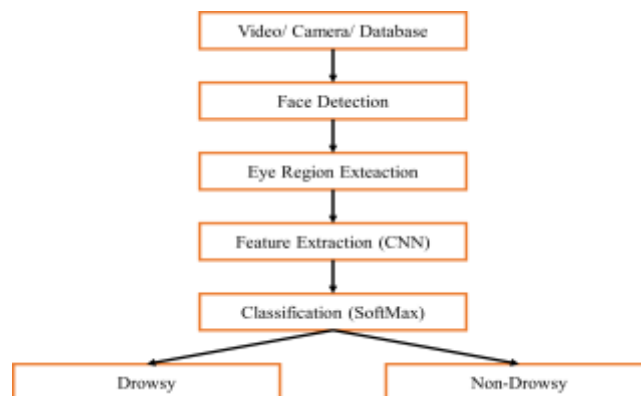 Video/ Camera/ Database
Face Detection
Eye Region Exteaction
Feature Extraction (CNN)
Classification (SoftMax)
Drowsy
Non-Drowsy